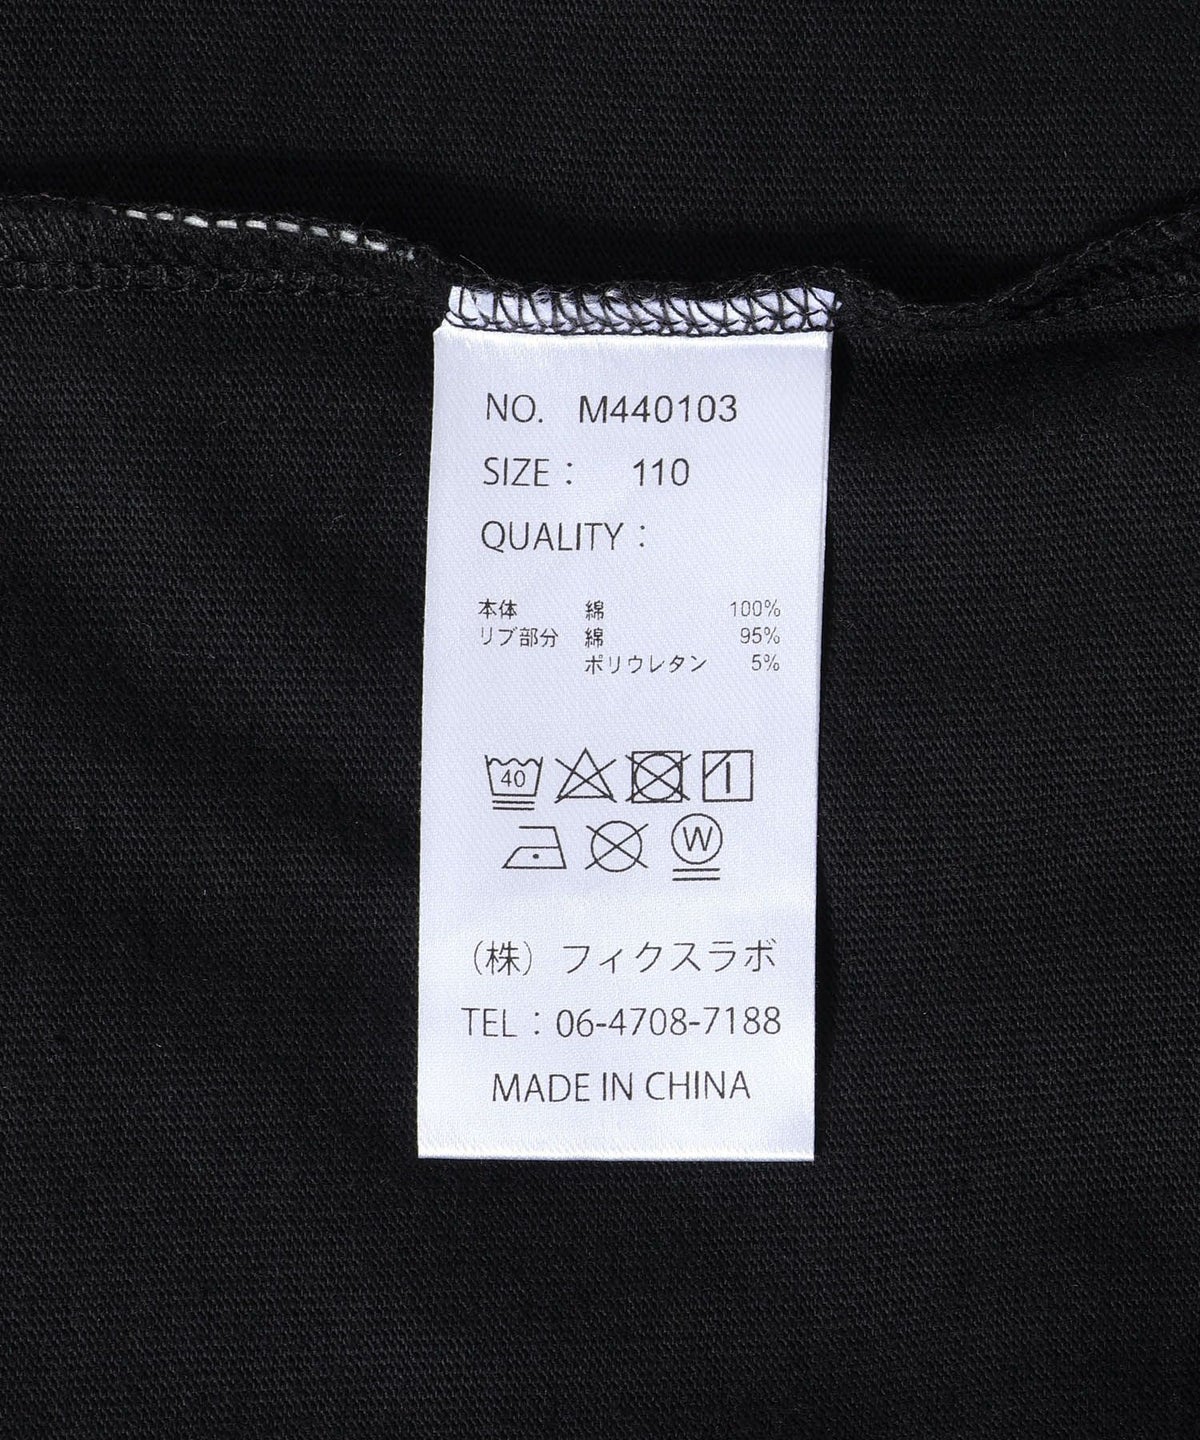 NO. M440103
SIZE： 110
QUALITY：
本体 綿 100%
リブ部分 綿 95%
ポリウレタン 5%
40
W
（株）フィクスラボ
TEL：06-4708-7188
MADE IN CHINA